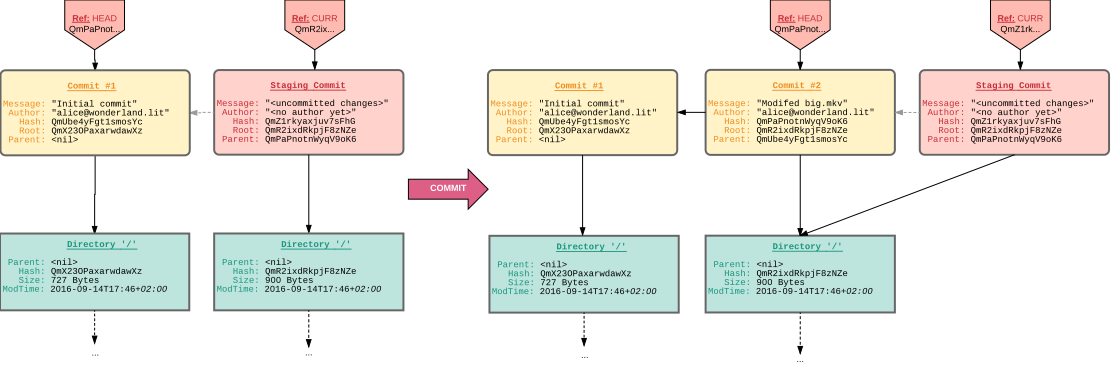 Ref: HEAD
QmPaPnot...
Ref: CURR
QmR2ix...
Commit #1
Message: "Initial commit"
Author: "alice@wonderland.lit"
Hash: QmUbe4yFgt1smosYc
Root: QmX23OPaxarwdawXz
Parent: <nil>
Staging Commit
Message: "<uncommitted changes>"
Author: "<no author yet>"
Hash: QmZ1rkyaxjuv7sFhG
Root: QmR2ixdRkpjF8zNZe
Parent: QmPaPnotnWyqV9oK6
Directory '/'
Parent: <nil>
Hash: QmX23OPaxarwdawXz
Size: 727 Bytes
ModTime: 2016-09-14T17:46+02:00
...
Directory '/'
Parent: <nil>
Hash: QmR2ixdRkpjF8zNZe
Size: 900 Bytes
ModTime: 2016-09-14T17:46+02:00
...
COMMIT
Ref: HEAD
QmPaPnot...
Ref: CURR
QmZ1rk...
Commit #1
Message: "Initial commit"
Author: "alice@wonderland.lit"
Hash: QmUbe4yFgt1smosYc
Root: QmX23OPaxarwdawXz
Parent: <nil>
Commit #2
Message: "Modifed big.mkv"
Author: "alice@wonderland.lit"
Hash: QmPaPnotnWyqV9oK6
Root: QmR2ixdRkpjF8zNZe
Parent: QmUbe4yFgt1smosYc
Staging Commit
Message: "<uncommitted changes>"
Author: "<no author yet>"
Hash: QmZ1rkyaxjuv7sFhG
Root: QmR2ixdRkpjF8zNZe
Parent: QmPaPnotnWyqV9oK6
Directory '/'
Parent: <nil>
Hash: QmX23OPaxarwdawXz
Size: 727 Bytes
ModTime: 2016-09-14T17:46+02:00
...
Directory '/'
Parent: <nil>
Hash: QmR2ixdRkpjF8zNZe
Size: 900 Bytes
ModTime: 2016-09-14T17:46+02:00
...